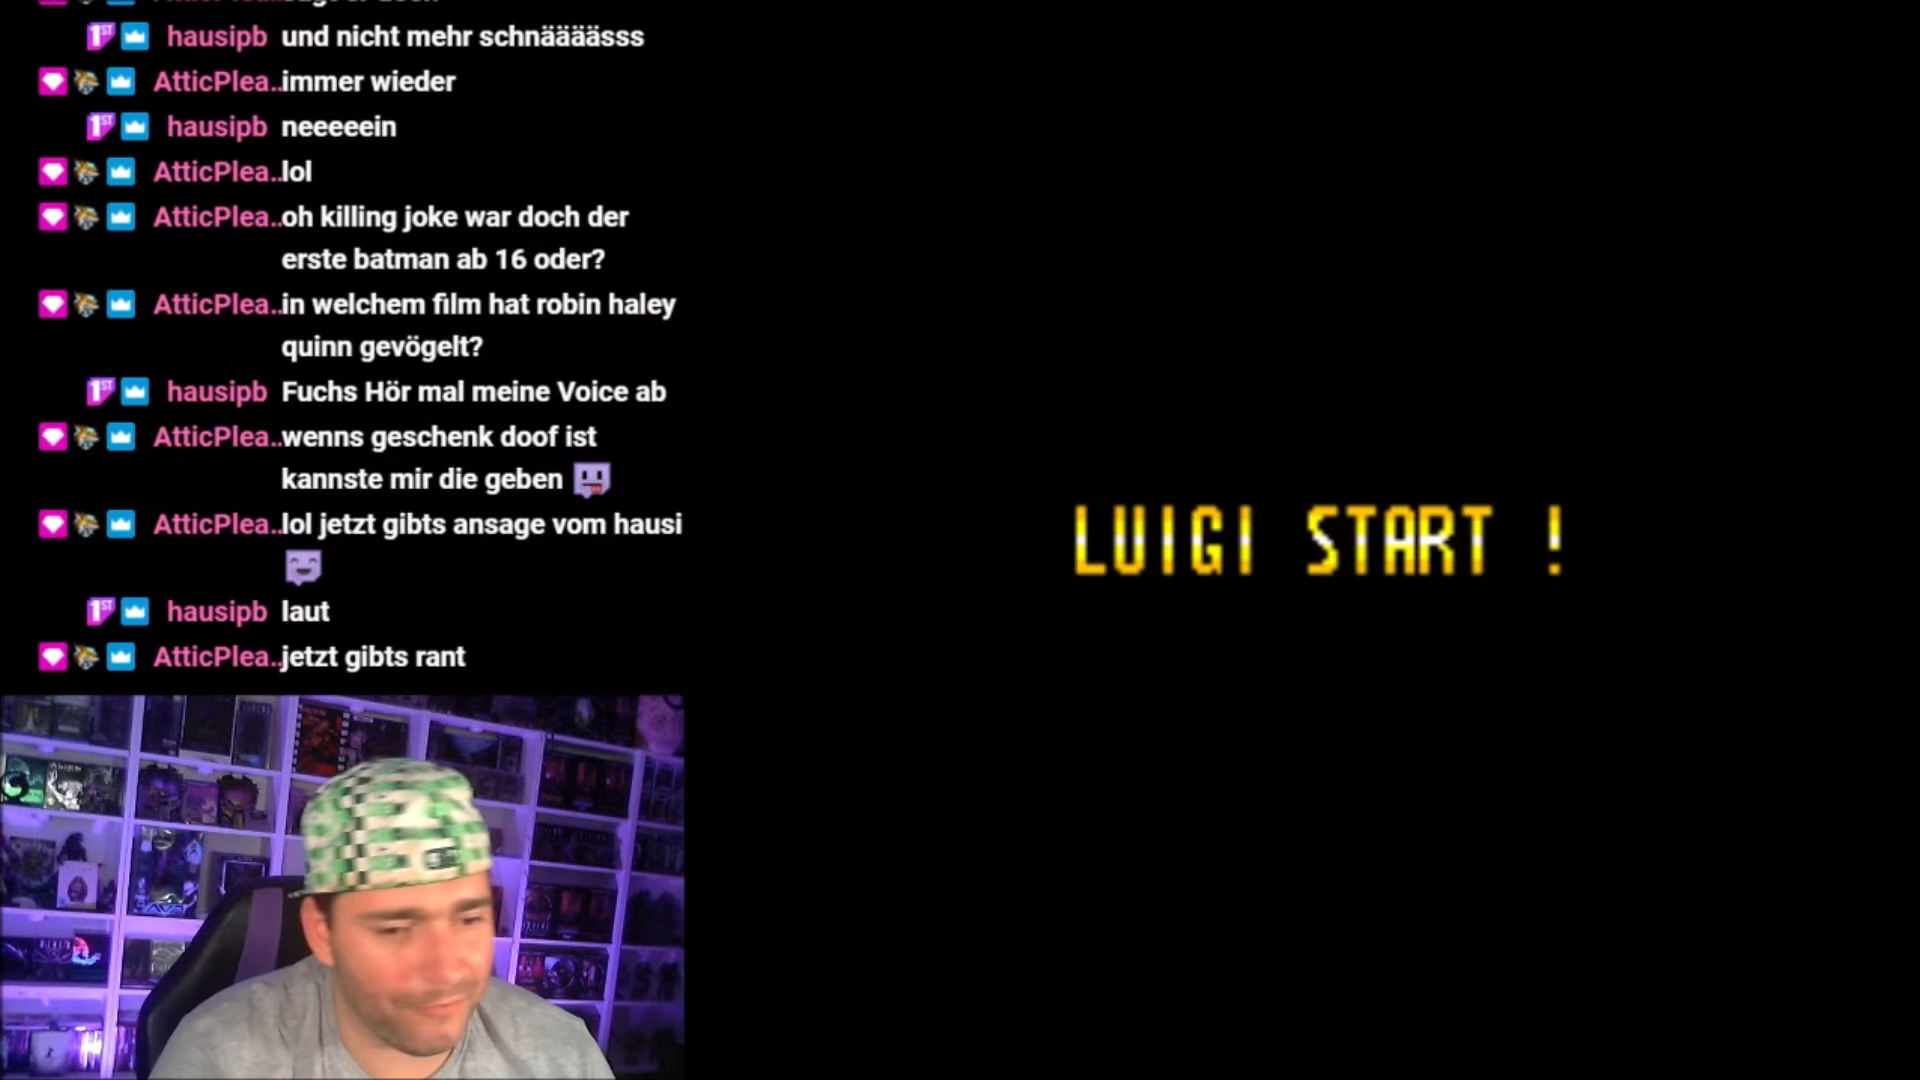 hausipb und nicht mehr schnäääässs
AtticPlea.. immer wieder
hausipb neeeeein
AtticPlea.. lol
AtticPlea.. oh killing joke war doch der
erste batman ab 16 oder?
AtticPlea.. in welchem film hat robin haley
quinn gevögelt?
hausipb Fuchs Hör mal meine Voice ab
AtticPlea.. wenns geschenk doof ist
kannste mir die geben
AtticPlea.. lol jetzt gibts ansage vom hausi
hausipb laut
AtticPlea.. jetzt gibts rant
LUIGI START !